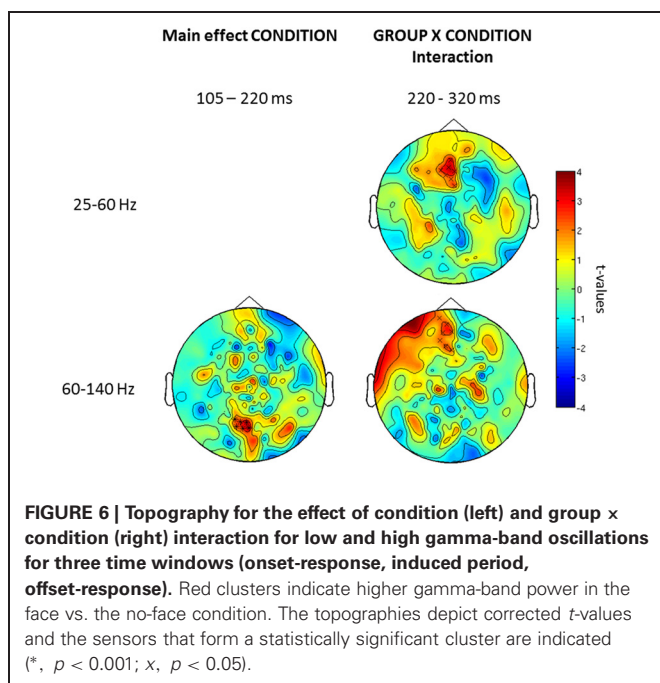 Main effect CONDITION
GROUP X CONDITION
Interaction
105 – 220 ms
220 - 320 ms
25-60 Hz
4
3
2
1
0
-1
-2
-3
-4
t-values
60-140 Hz
FIGURE 6 | Topography for the effect of condition (left) and group ×
condition (right) interaction for low and high gamma-band oscillations
for three time windows (onset-response, induced period,
offset-response). Red clusters indicate higher gamma-band power in the
face vs. the no-face condition. The topographies depict corrected t-values
and the sensors that form a statistically significant cluster are indicated
(*, p < 0.001; x, p < 0.05).